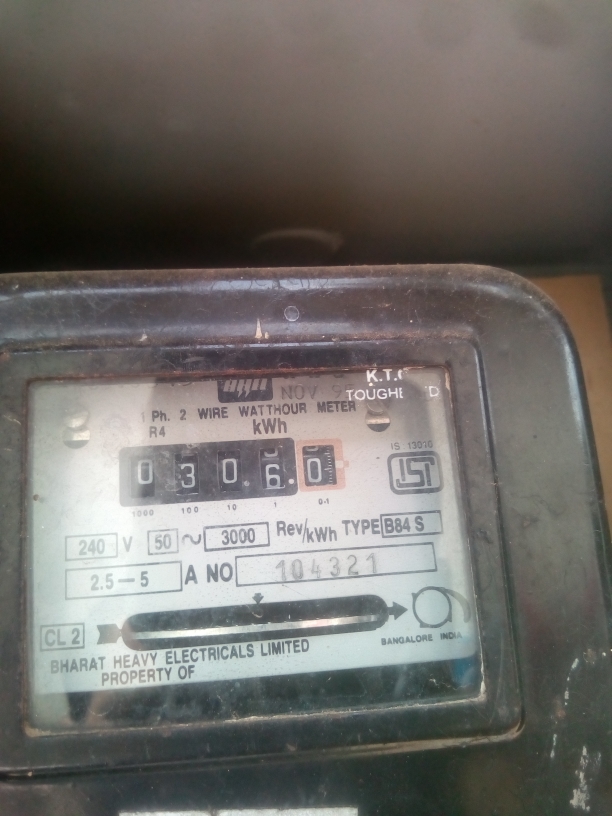 NOV
K.T.
1 Ph. 2 WIRE WATTHOUR METER
R4 kWh
0 3 0 6 0
1000 100 10 1 0·1
IS 13010
240 V 50 ~ 3000 Rev/kWh TYPE B84 S
2.5 – 5 A NO 104321
CL 2
BANGALORE INDIA
BHARAT HEAVY ELECTRICALS LIMITED
PROPERTY OF